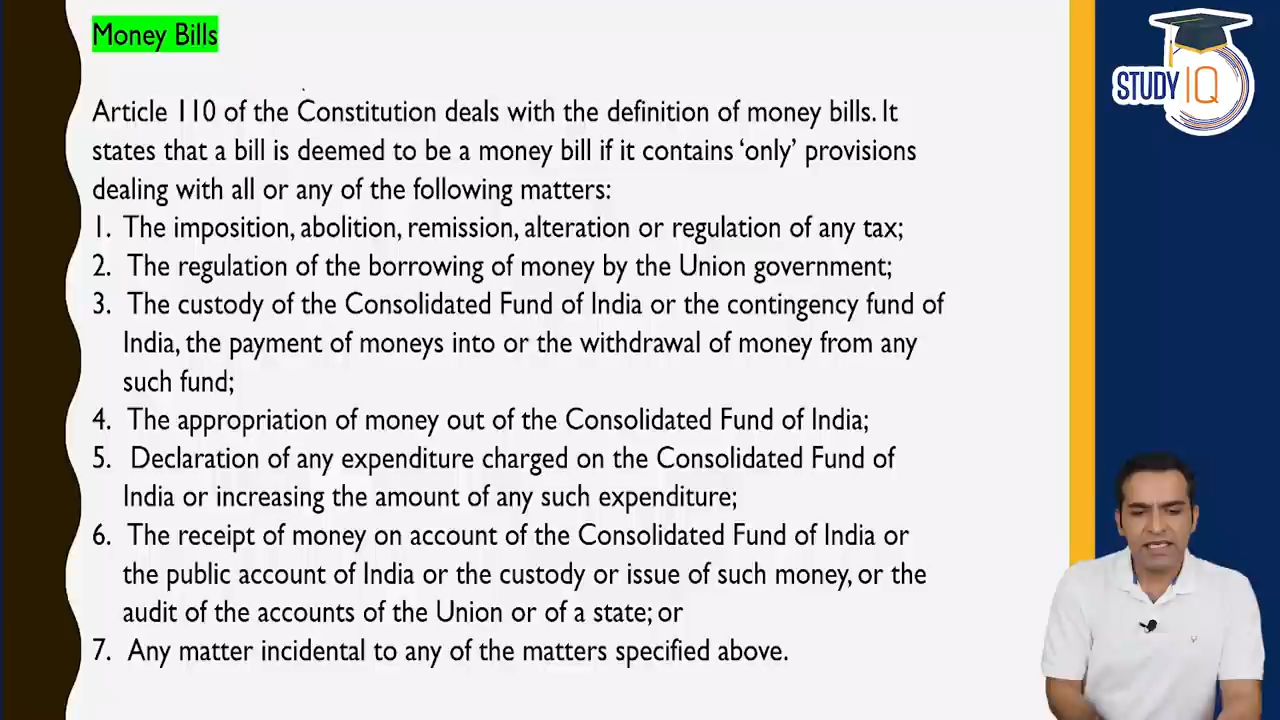 Money Bills
Article 110 of the Constitution deals with the definition of money bills. It
states that a bill is deemed to be a money bill if it contains ‘only’ provisions
dealing with all or any of the following matters:
1. The imposition, abolition, remission, alteration or regulation of any tax;
2. The regulation of the borrowing of money by the Union government;
3. The custody of the Consolidated Fund of India or the contingency fund of
India, the payment of moneys into or the withdrawal of money from any
such fund;
4. The appropriation of money out of the Consolidated Fund of India;
5. Declaration of any expenditure charged on the Consolidated Fund of
India or increasing the amount of any such expenditure;
6. The receipt of money on account of the Consolidated Fund of India or
the public account of India or the custody or issue of such money, or the
audit of the accounts of the Union or of a state; or
7. Any matter incidental to any of the matters specified above.
STUDY IQ